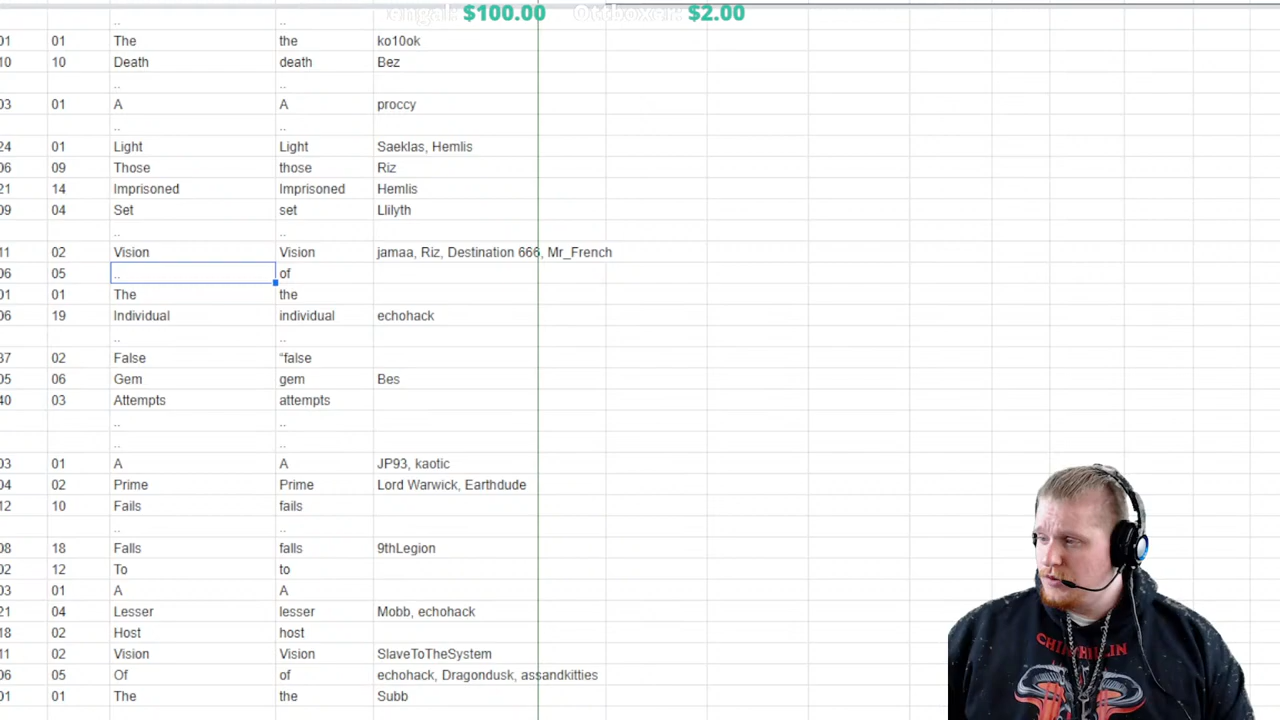 engal: $100.00 Ottboxer: $2.00
.. ..
01 01 The the ko10ok
10 10 Death death Bez
.. ..
03 01 A A proccy
.. ..
24 01 Light Light Saeklas, Hemlis
06 09 Those those Riz
21 14 Imprisoned Imprisoned Hemlis
09 04 Set set Llilyth
.. ..
11 02 Vision Vision jamaa, Riz, Destination 666, Mr_French
06 05 .. of
01 01 The the
06 19 Individual individual echohack
.. ..
37 02 False "false
05 06 Gem gem Bes
40 03 Attempts attempts
.. ..
.. ..
03 01 A A JP93, kaotic
04 02 Prime Prime Lord Warwick, Earthdude
12 10 Fails fails
.. ..
08 18 Falls falls 9thLegion
02 12 To to
03 01 A A
21 04 Lesser lesser Mobb, echohack
18 02 Host host
11 02 Vision Vision SlaveToTheSystem
06 05 Of of echohack, Dragondusk, assandkitties
01 01 The the Subb